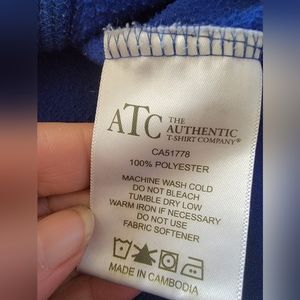 ATC THE
AUTHENTIC
T-SHIRT COMPANY®
CA51778
100% POLYESTER
MACHINE WASH COLD
DO NOT BLEACH
TUMBLE DRY LOW
WARM IRON IF NECESSARY
DO NOT USE
FABRIC SOFTENER
MADE IN CAMBODIA